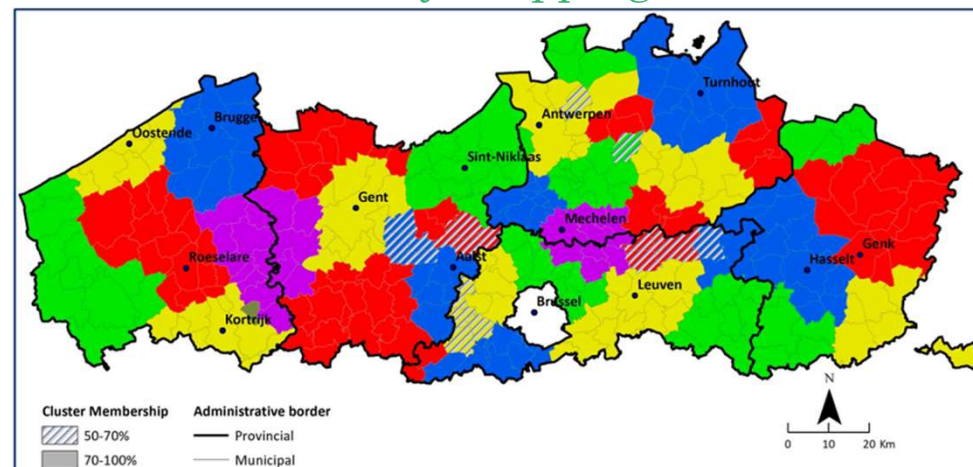 Brugge
Turnhout
Oostende
Antwerpen
Sint-Niklaas
Gent
Mechelen
Roeselare
Aalst
Genk
Hasselt
Leuven
Brussel
Kortrijk
N
Cluster Membership
Administrative border
50-70%
Provincial
70-100%
Municipal
0 10 20 Km